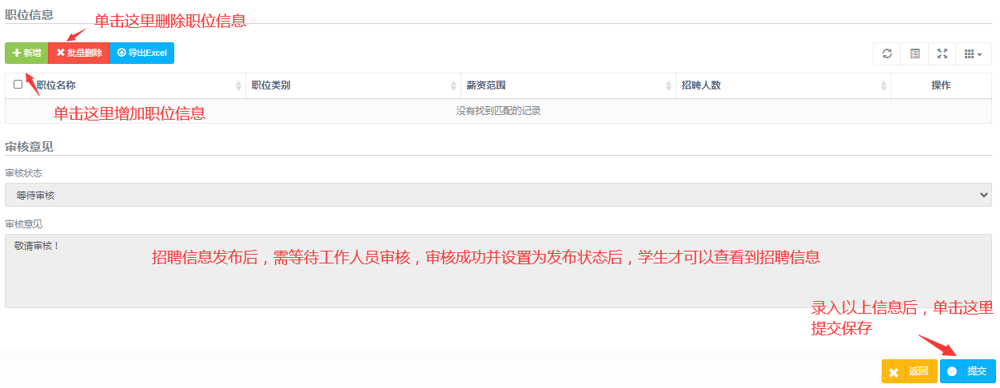 职位信息
单击这里删除职位信息
新增 批量删除 导出Excel
职位名称 职位类别 薪资范围 招聘人数 操作
没有找到匹配的记录
单击这里增加职位信息
审核意见
审核状态
等待审核
审核意见
敬请审核！
招聘信息发布后，需等待工作人员审核，审核成功并设置为发布状态后，学生才可以查看到招聘信息
录入以上信息后，单击这里
提交保存
返回 提交